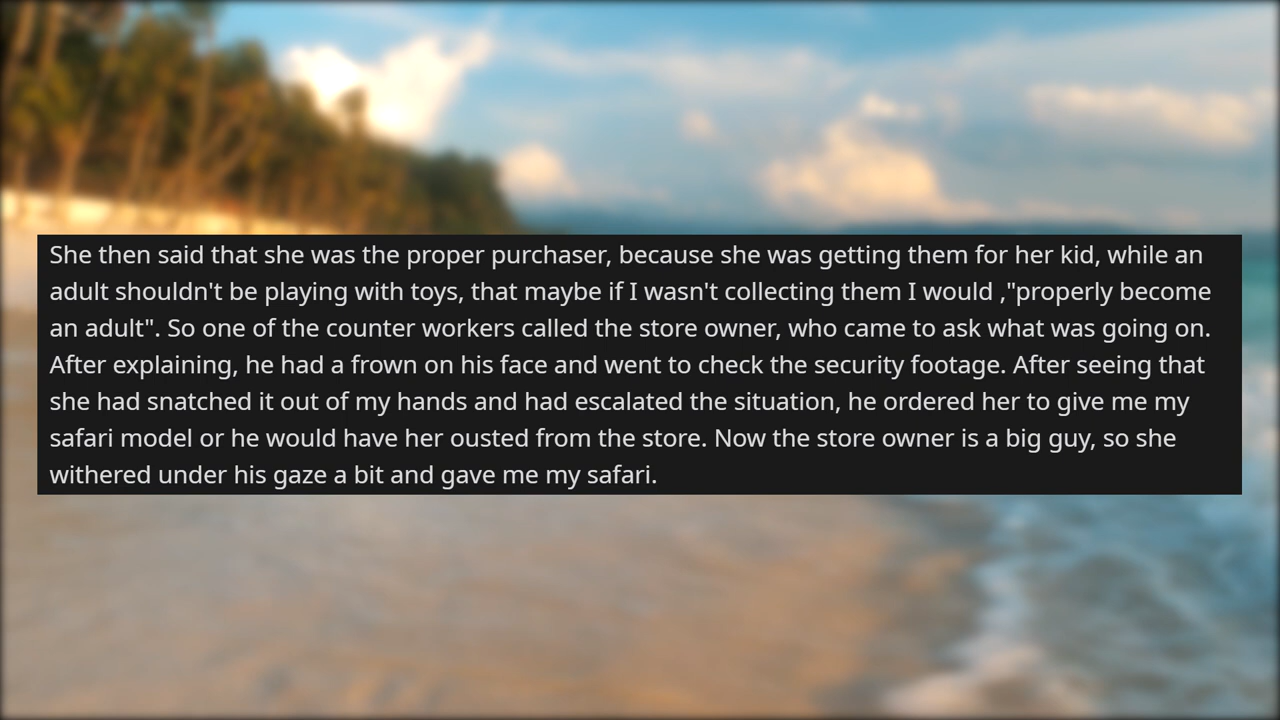 She then said that she was the proper purchaser, because she was getting them for her kid, while an
adult shouldn't be playing with toys, that maybe if I wasn't collecting them I would ,"properly become
an adult". So one of the counter workers called the store owner, who came to ask what was going on.
After explaining, he had a frown on his face and went to check the security footage. After seeing that
she had snatched it out of my hands and had escalated the situation, he ordered her to give me my
safari model or he would have her ousted from the store. Now the store owner is a big guy, so she
withered under his gaze a bit and gave me my safari.